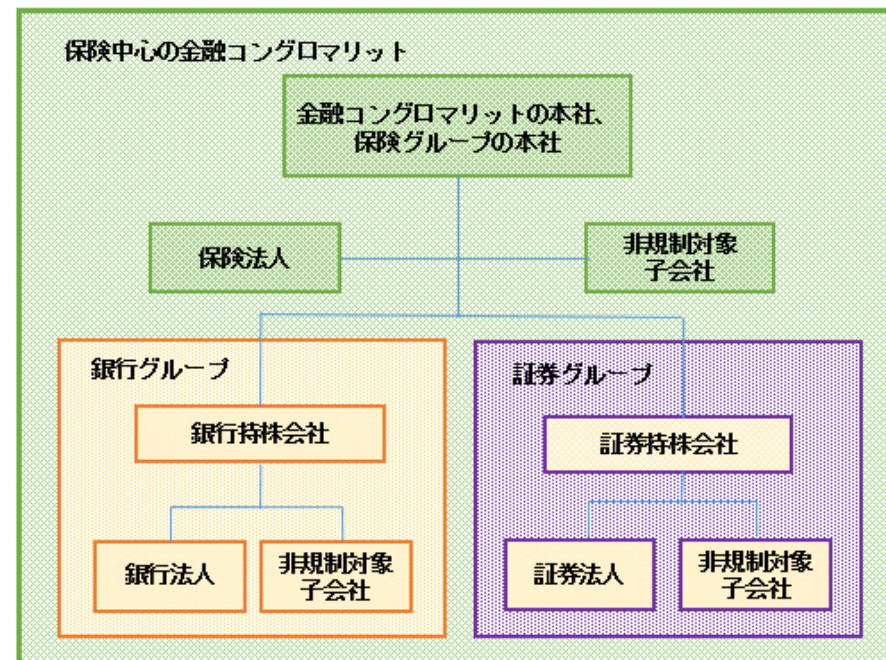 保険中心の金融コングロマリット
金融コングロマリットの本社、
保険グループの本社
保険法人
非規制対象
子会社
銀行グループ
銀行持株会社
銀行法人
非規制対象
子会社
証券グループ
証券持株会社
証券法人
非規制対象
子会社